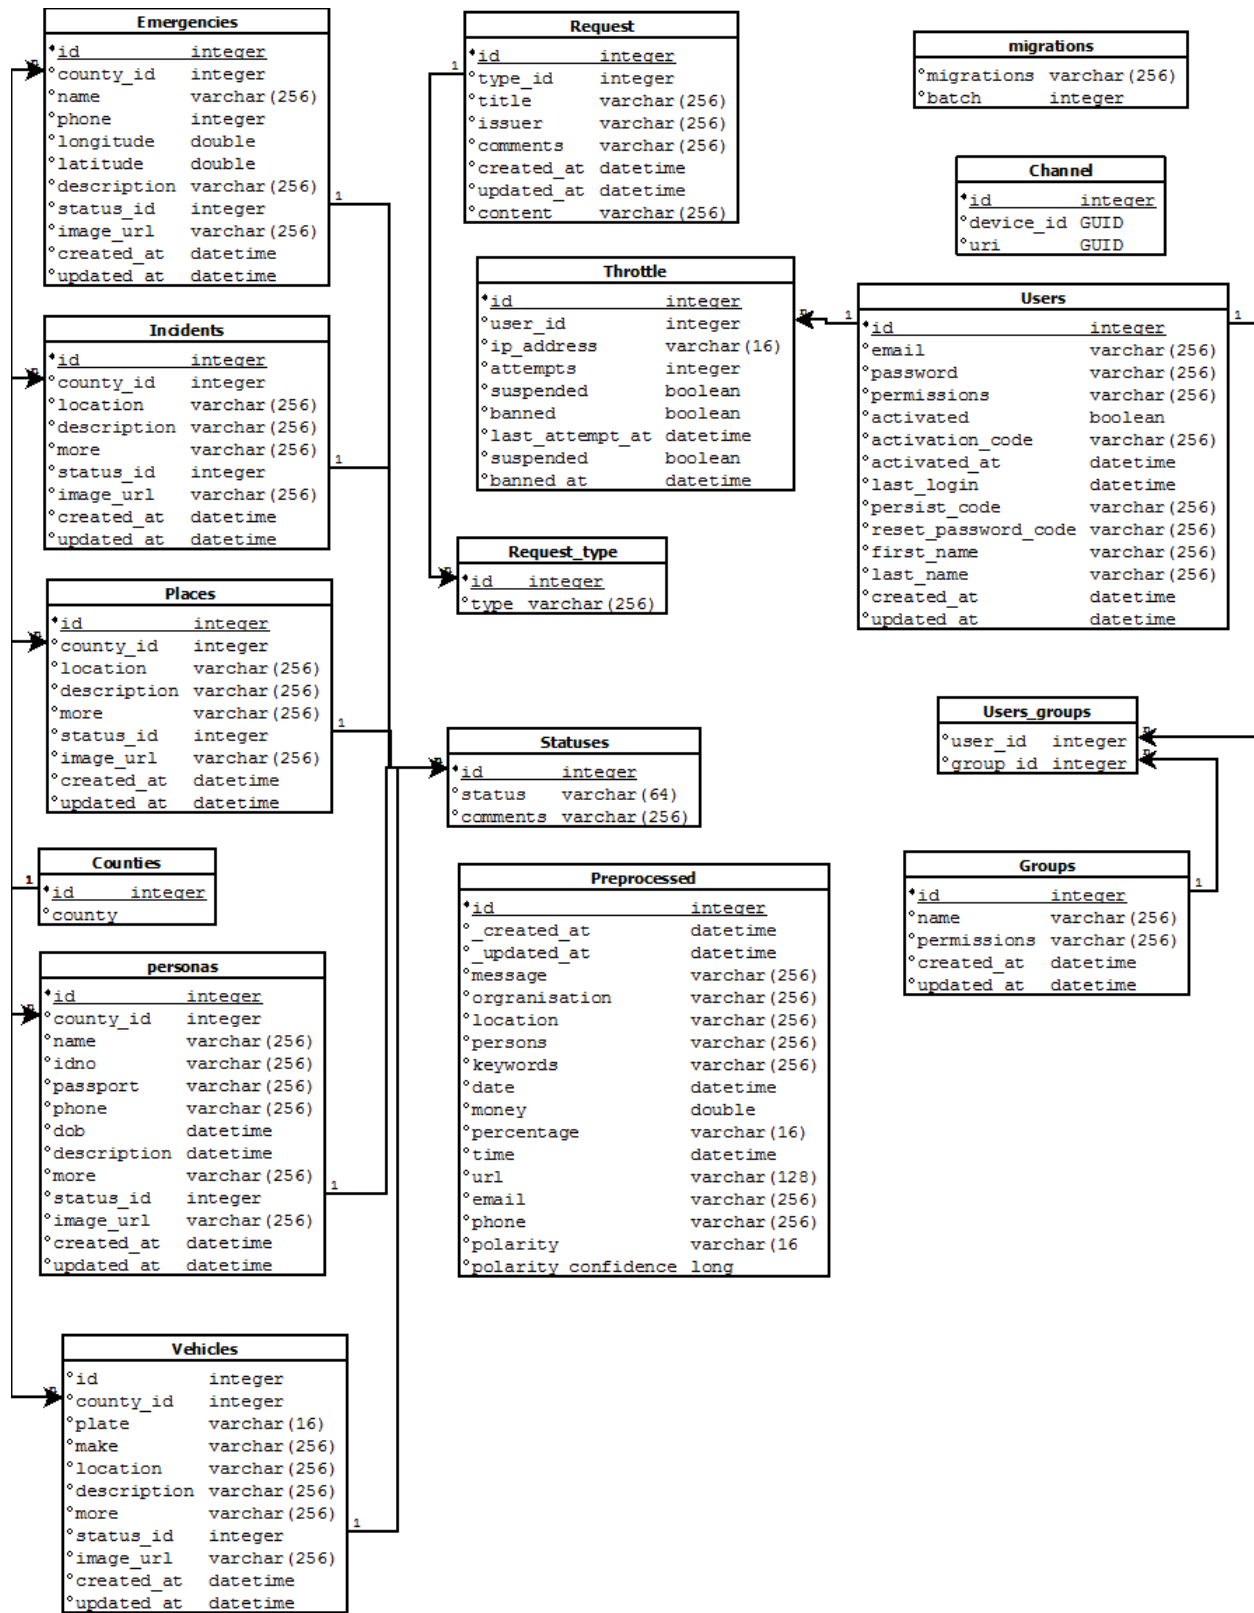 Emergencies
id integer
county_id integer
name varchar(256)
phone integer
longitude double
latitude double
description varchar(256)
status_id integer
image_url varchar(256)
created_at datetime
updated_at datetime
1
Incidents
id integer
county_id integer
location varchar(256)
description varchar(256)
more varchar(256)
status_id integer
image_url varchar(256)
created_at datetime
updated_at datetime
1
Places
id integer
county_id integer
location varchar(256)
description varchar(256)
more varchar(256)
status_id integer
image_url varchar(256)
created_at datetime
updated_at datetime
1
Counties
1
id integer
county
personas
id integer
county_id integer
name varchar(256)
idno varchar(256)
passport varchar(256)
phone varchar(256)
dob datetime
description datetime
more varchar(256)
status_id integer
image_url varchar(256)
created_at datetime
updated_at datetime
1
Vehicles
id integer
county_id integer
plate varchar(16)
make varchar(256)
location varchar(256)
description varchar(256)
more varchar(256)
status_id integer
image_url varchar(256)
created_at datetime
updated_at datetime
1
Request
1
id integer
type_id integer
title varchar(256)
issuer varchar(256)
comments varchar(256)
created_at datetime
updated_at datetime
content varchar(256)
Throttle
id integer
user_id integer
ip_address varchar(16)
attempts integer
suspended boolean
banned boolean
last_attempt_at datetime
suspended boolean
banned_at datetime
Request_type
id integer
type varchar(256)
Statuses
id integer
status varchar(64)
comments varchar(256)
Preprocessed
id integer
_created_at datetime
_updated_at datetime
message varchar(256)
orgranisation varchar(256)
location varchar(256)
persons varchar(256)
keywords varchar(256)
date datetime
money double
percentage varchar(16)
time datetime
url varchar(128)
email varchar(256)
phone varchar(256)
polarity varchar(16
polarity_confidence long
migrations
migrations varchar(256)
batch integer
Channel
id integer
device_id GUID
uri GUID
Users
1
1
id integer
email varchar(256)
password varchar(256)
permissions varchar(256)
activated boolean
activation_code varchar(256)
activated_at datetime
last_login datetime
persist_code varchar(256)
reset_password_code varchar(256)
first_name varchar(256)
last_name varchar(256)
created_at datetime
updated_at datetime
Users_groups
user_id integer
group_id integer
Groups
1
id integer
name varchar(256)
permissions varchar(256)
created_at datetime
updated_at datetime